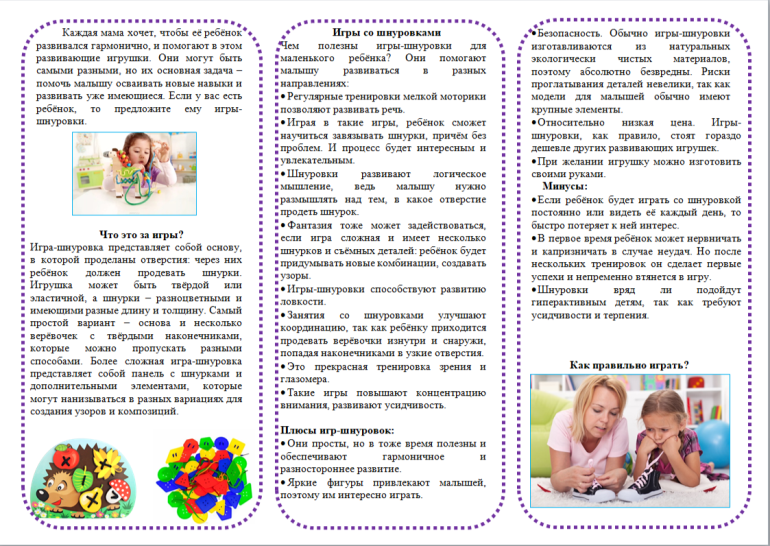 Каждая мама хочет, чтобы её ребёнок
развивался гармонично, и помогают в этом
развивающие игрушки. Они могут быть
самыми разными, но их основная задача –
помочь малышу осваивать новые навыки и
развивать уже имеющиеся. Если у вас есть
ребёнок, то предложите ему игры-
шнуровки.
Что это за игры?
Игра-шнуровка представляет собой основу,
в которой проделаны отверстия: через них
ребёнок должен продевать шнурки.
Игрушка может быть твёрдой или
эластичной, а шнурки – разноцветными и
имеющими разные длину и толщину. Самый
простой вариант – основа и несколько
верёвочек с твёрдыми наконечниками,
которые можно пропускать разными
способами. Более сложная игра-шнуровка
представляет собой панель с шнурками и
дополнительными элементами, которые
могут нанизываться в разных вариациях для
создания узоров и композиций.
Игры со шнуровками
Чем полезны игры-шнуровки для
маленького ребёнка? Они помогают
малышу развиваться в разных
направлениях:
•Регулярные тренировки мелкой моторики
позволяют развивать речь.
•Играя в такие игры, ребёнок сможет
научиться завязывать шнурки, причём без
проблем. И процесс будет интересным и
увлекательным.
•Шнуровки развивают логическое
мышление, ведь малышу нужно
размышлять над тем, в какое отверстие
продеть шнурок.
•Фантазия тоже может задействоваться,
если игра сложная и имеет несколько
шнурков и съёмных деталей: ребёнок будет
придумывать новые комбинации, создавать
узоры.
•Игры-шнуровки способствуют развитию
ловкости.
•Занятия со шнуровками улучшают
координацию, так как ребёнку приходится
продевать верёвочки изнутри и снаружи,
попадая наконечниками в узкие отверстия.
•Это прекрасная тренировка зрения и
глазомера.
•Такие игры повышают концентрацию
внимания, развивают усидчивость.
Плюсы игр-шнуровок:
•Они просты, но в тоже время полезны и
обеспечивают гармоничное и
разностороннее развитие.
•Яркие фигуры привлекают малышей,
поэтому им интересно играть.
•Безопасность. Обычно игры-шнуровки
изготавливаются из натуральных
экологически чистых материалов,
поэтому абсолютно безвредны. Риски
проглатывания деталей невелики, так как
модели для малышей обычно имеют
крупные элементы.
•Относительно низкая цена. Игры-
шнуровки, как правило, стоят гораздо
дешевле других развивающих игрушек.
•При желании игрушку можно изготовить
своими руками.
Минусы:
•Если ребёнок будет играть со шнуровкой
постоянно или видеть её каждый день, то
быстро потеряет к ней интерес.
•В первое время ребёнок может нервничать
и капризничать в случае неудач. Но после
нескольких тренировок он сделает первые
успехи и непременно втянется в игру.
•Шнуровки вряд ли подойдут
гиперактивным детям, так как требуют
усидчивости и терпения.
Как правильно играть?